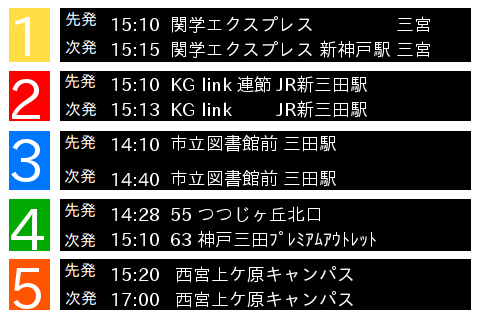 1 先発 15:10 関学エクスプレス 三宮
次発 15:15 関学エクスプレス 新神戸駅 三宮
2 先発 15:10 KG link 連節 JR新三田駅
次発 15:13 KG link JR新三田駅
3 先発 14:10 市立図書館前 三田駅
次発 14:40 市立図書館前 三田駅
4 先発 14:28 55 つつじヶ丘北口
次発 15:10 63 神戸三田ﾌﾟﾚﾐｱﾑｱｳﾄﾚｯﾄ
5 先発 15:20 西宮上ケ原キャンパス
次発 17:00 西宮上ケ原キャンパス